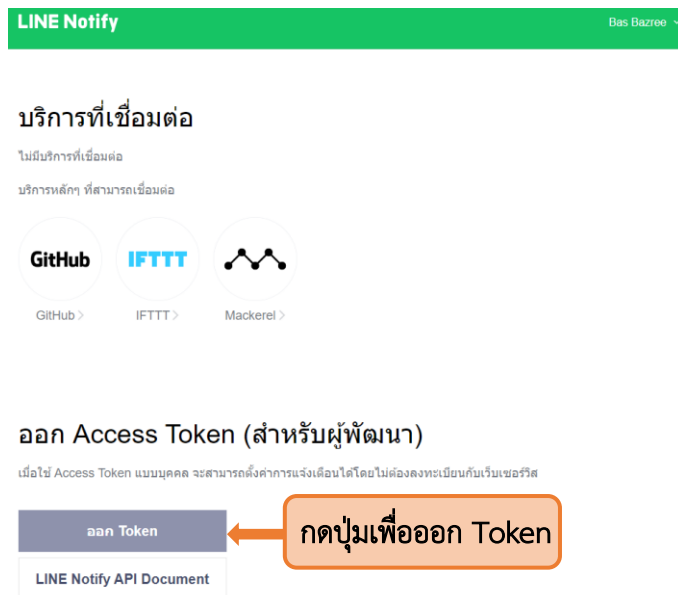 LINE Notify
Bas Bazree
บริการที่เชื่อมต่อ
ไม่มีบริการที่เชื่อมต่อ
บริการหลักๆ ที่สามารถเชื่อมต่อ
GitHub IFTTT
GitHub IFTTT Mackerel
ออก Access Token (สำหรับผู้พัฒนา)
เมื่อใช้ Access Token แบบบุคคล จะสามารถตั้งค่าการแจ้งเตือนได้โดยไม่ต้องลงทะเบียนกับเว็บเซอร์วิส
ออก Token
กดปุ่มเพื่อออก Token
LINE Notify API Document